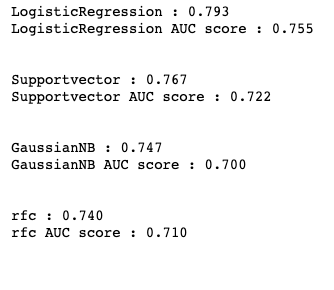 LogisticRegression : 0.793
LogisticRegression AUC score : 0.755
Supportvector : 0.767
Supportvector AUC score : 0.722
GaussianNB : 0.747
GaussianNB AUC score : 0.700
rfc : 0.740
rfc AUC score : 0.710